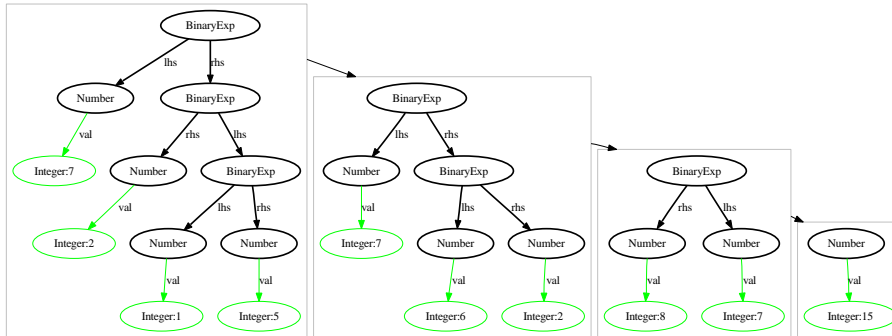 BinaryExp
lhs rhs
Number BinaryExp
val rhs lhs
Integer:7 Number BinaryExp
val lhs rhs
Integer:2 Number Number
val val
Integer:1 Integer:5
BinaryExp
lhs rhs
Number BinaryExp
val lhs rhs
Integer:7 Number Number
val val
Integer:6 Integer:2
BinaryExp
rhs lhs
Number Number
val val
Integer:8 Integer:7
Number
val
Integer:15